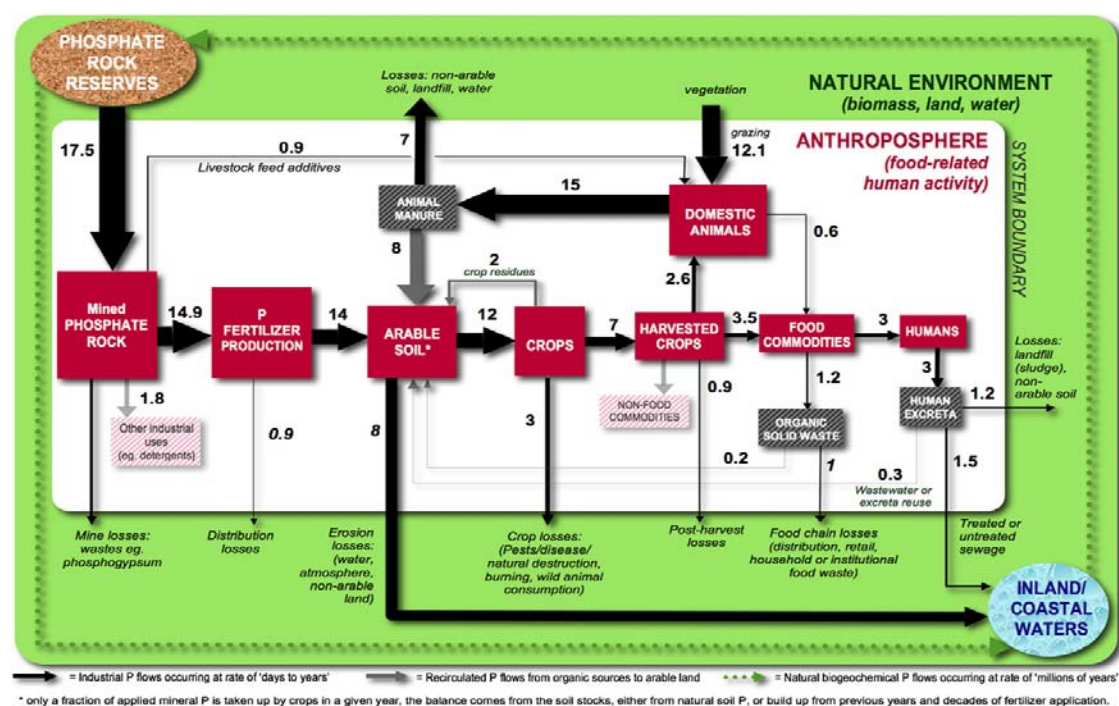 PHOSPHATE
ROCK
RESERVES
Losses: non-arable
soil, landfill, water
vegetation
NATURAL ENVIRONMENT
(biomass, land, water)
17.5
0.9
Livestock feed additives
7
grazing
12.1
ANTHROPOSPHERE
(food-related
human activity)
SYSTEM BOUNDARY
15
ANIMAL
MANURE
DOMESTIC
ANIMALS
0.6
8
2
crop residues
2.6
Mined
PHOSPHATE
ROCK
14.9
P
FERTILIZER
PRODUCTION
14
ARABLE
SOIL*
12
CROPS
7
HARVESTED
CROPS
3.5
FOOD
COMMODITIES
3
HUMANS
Losses:
landfill
(sludge),
non-
arable soil
1.8
Other industrial
uses
(eg. detergents)
0.9
8
3
NON-FOOD
COMMODITIES
0.9
1.2
ORGANIC
SOLID WASTE
3
HUMAN
EXCRETA
1.2
0.2
1
0.3
Wastewater or
excreta reuse
1.5
Mine losses:
wastes eg.
phosphogypsum
Distribution
losses
Erosion
losses:
(water,
atmosphere,
non-arable
land)
Crop losses:
(Pests/disease/
natural destruction,
burning, wild animal
consumption)
Post-harvest
losses
Food chain losses
(distribution, retail,
household or institutional
food waste)
Treated or
untreated
sewage
INLAND/
COASTAL
WATERS
= Industrial P flows occurring at rate of 'days to years'
= Recirculated P flows from organic sources to arable land
= Natural biogeochemical P flows occurring at rate of 'millions of years'
* only a fraction of applied mineral P is taken up by crops in a given year, the balance comes from the soil stocks, either from natural soil P, or build up from previous years and decades of fertilizer application.